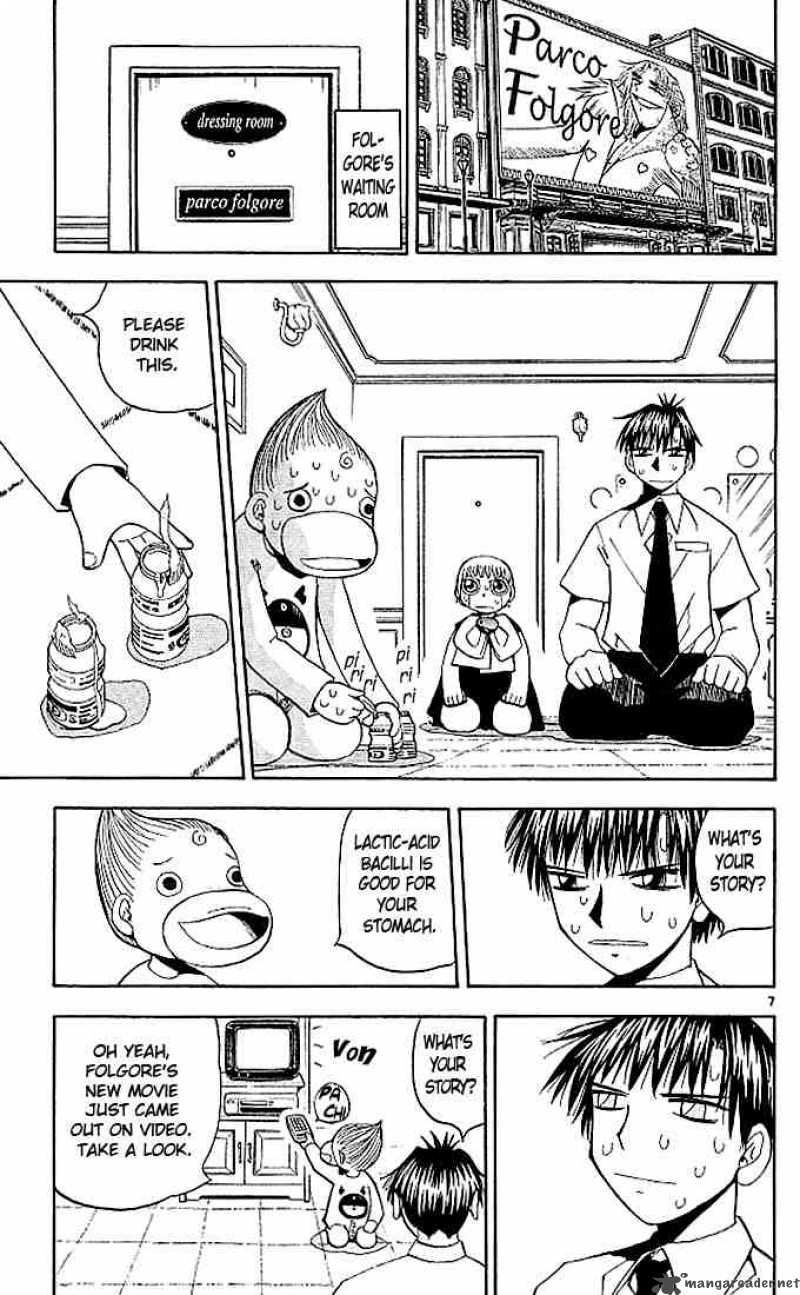 Parco
Folgore
FOL-
GORE'S
WAITING
ROOM
dressing room
parco folgore
pi
ri
ri
pi
ri
ri
PLEASE
DRINK
THIS.
WHAT'S
YOUR
STORY?
LACTIC-ACID
BACILLI IS
GOOD FOR
YOUR
STOMACH.
7
WHAT'S
YOUR
STORY?
Von
PA
CHI
OH YEAH,
FOLGORE'S
NEW MOVIE
JUST CAME
OUT ON VIDEO.
TAKE A LOOK.
mangareader.net